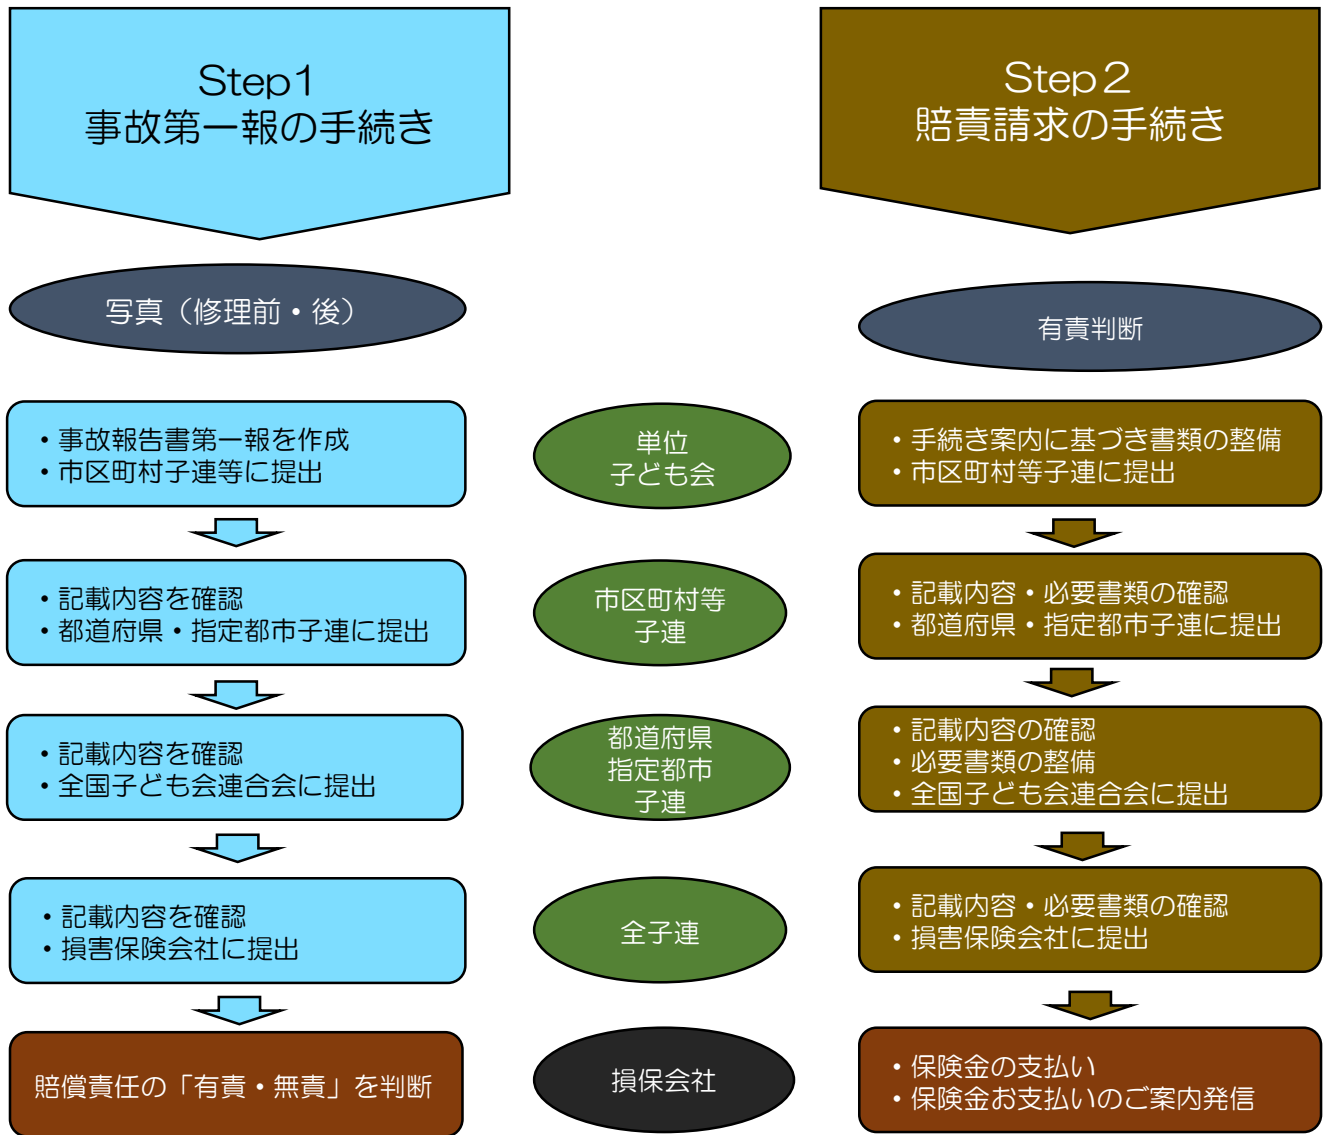 Step1
事故第一報の手続き
Step2
賠責請求の手続き
写真（修理前・後）
有責判断
・事故報告書第一報を作成
・市区町村子連等に提出
単位
子ども会
・手続き案内に基づき書類の整備
・市区町村等子連に提出
・記載内容を確認
・都道府県・指定都市子連に提出
市区町村等
子連
・記載内容・必要書類の確認
・都道府県・指定都市子連に提出
・記載内容を確認
・全国子ども会連合会に提出
都道府県
指定都市
子連
・記載内容の確認
・必要書類の整備
・全国子ども会連合会に提出
・記載内容を確認
・損害保険会社に提出
全子連
・記載内容・必要書類の確認
・損害保険会社に提出
賠償責任の「有責・無責」を判断
損保会社
・保険金の支払い
・保険金お支払いのご案内発信